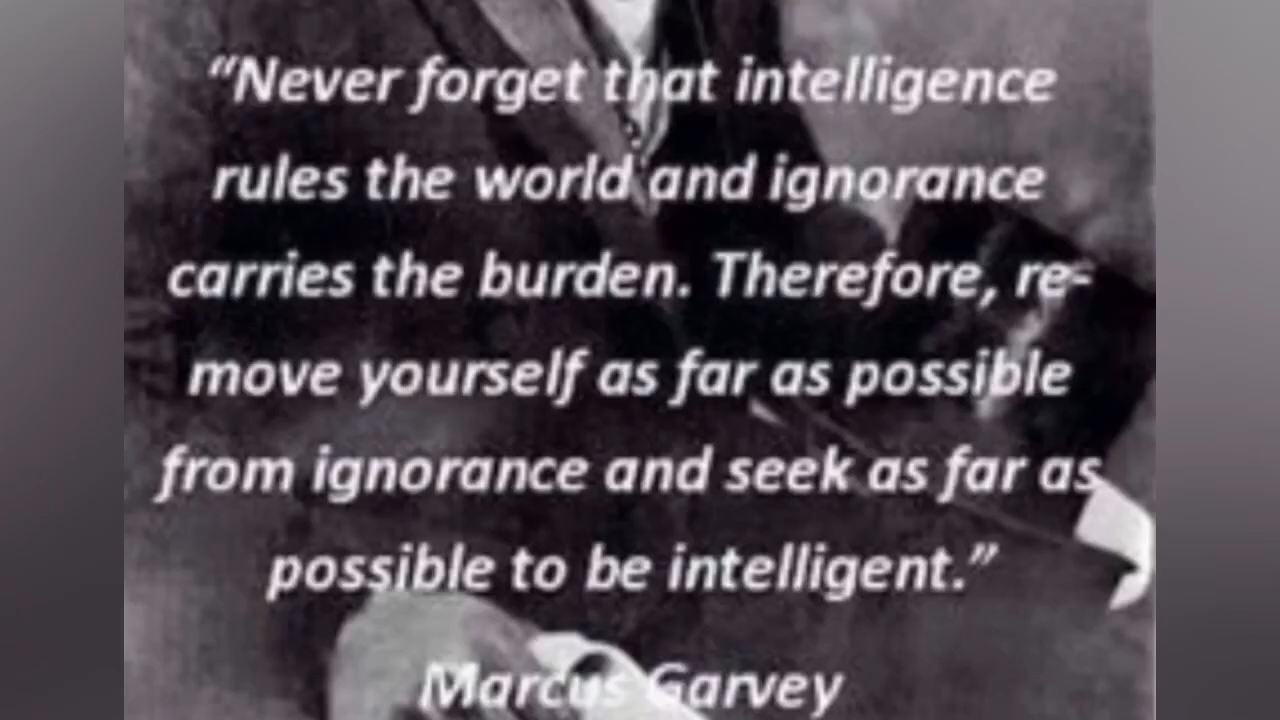 “Never forget that intelligence
rules the world and ignorance
carries the burden. Therefore, re-
move yourself as far as possible
from ignorance and seek as far as
possible to be intelligent.”
Marcus Garvey